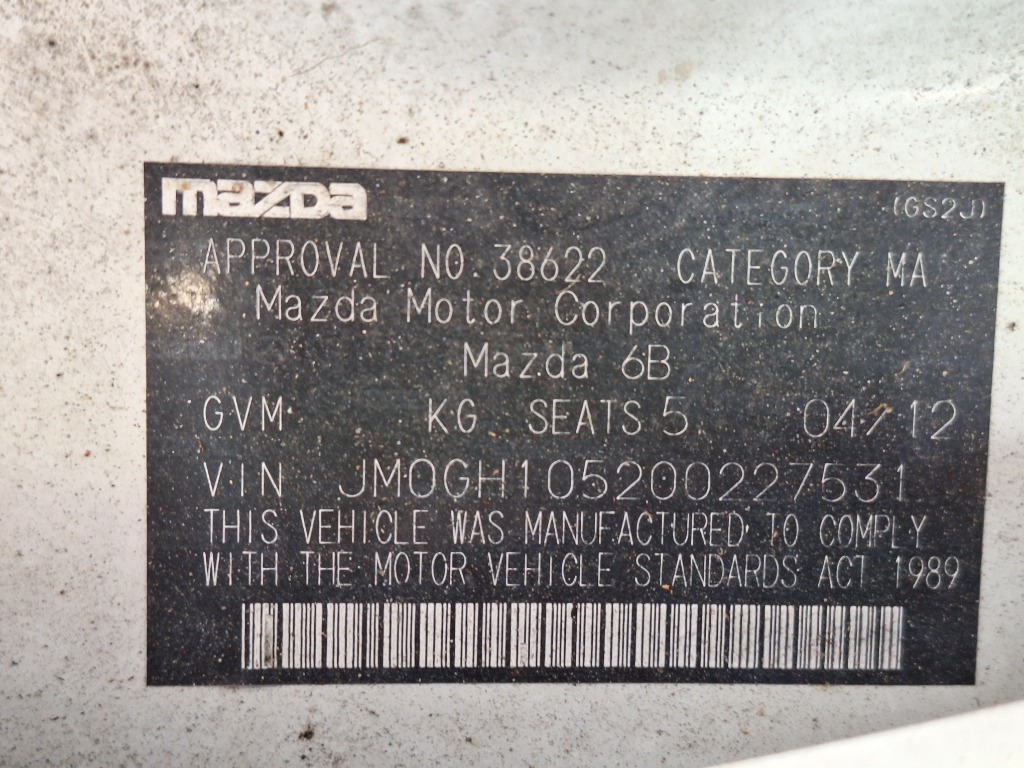 mazda (GS2J)
APPROVAL NO. 38622 CATEGORY MA
Mazda Motor Corporation
Mazda 6B
GVM KG SEATS 5 04/12
VIN JM0GH105200227531
THIS VEHICLE WAS MANUFACTURED TO COMPLY
WITH THE MOTOR VEHICLE STANDARDS ACT 1989